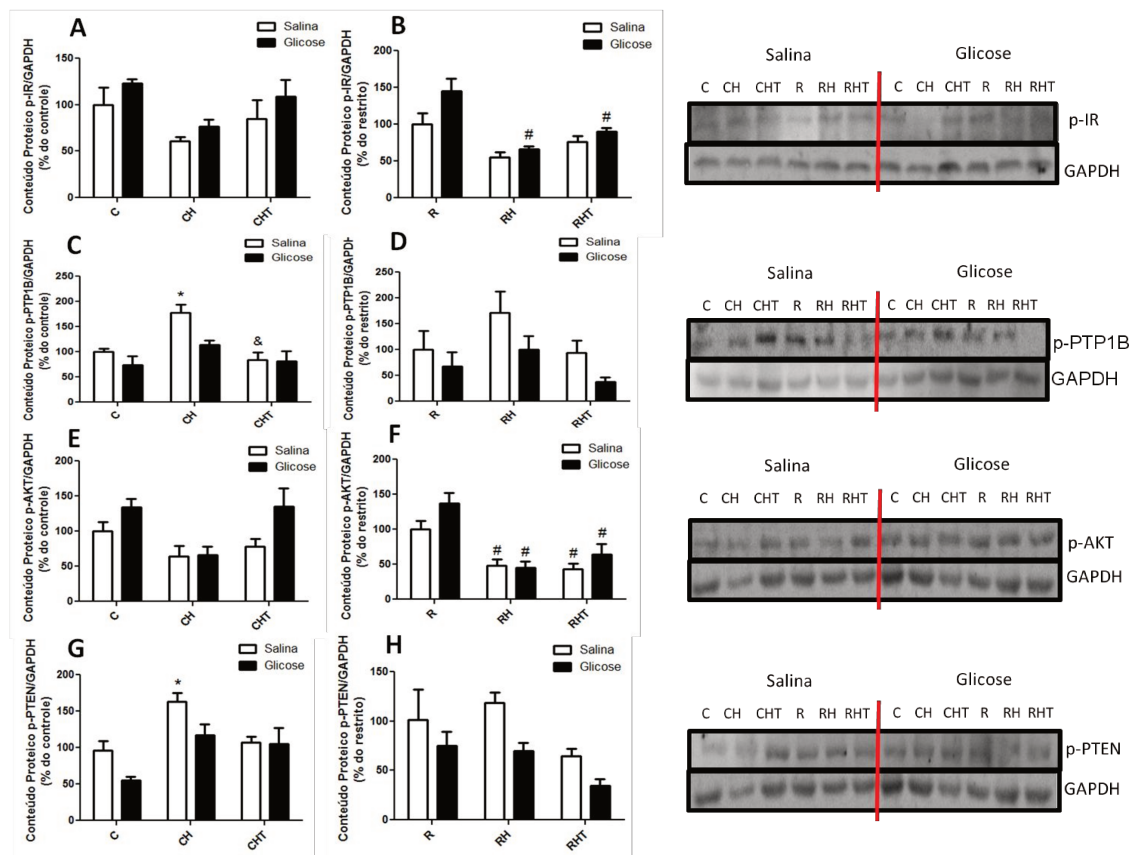 A
Salina
Glicose
Conteúdo Proteico p-IR/GAPDH
(% do controle)
150
100
50
0
C
CH
CHT
B
Salina
Glicose
Conteúdo Proteico p-IR/GAPDH
(% do restrito)
200
150
100
50
0
R
RH
RHT
#
#
Salina
Glicose
C CH CHT R RH RHT C CH CHT R RH RHT
p-IR
GAPDH
C
Salina
Glicose
Conteúdo Proteico p-PTP1B/GAPDH
(% do controle)
250
200
150
100
50
0
C
CH
CHT
*
&
D
Salina
Glicose
Conteúdo Proteico p-PTP1B/GAPDH
(% do restrito)
250
200
150
100
50
0
R
RH
RHT
Salina
Glicose
C CH CHT R RH RHT C CH CHT R RH RHT
p-PTP1B
GAPDH
E
Salina
Glicose
Conteúdo Proteico p-AKT/GAPDH
(% do controle)
200
150
100
50
0
C
CH
CHT
F
Salina
Glicose
Conteúdo Proteico p-AKT/GAPDH
(% do restrito)
200
150
100
50
0
R
RH
RHT
#
#
#
#
Salina
Glicose
C CH CHT R RH RHT C CH CHT R RH RHT
p-AKT
GAPDH
G
Salina
Glicose
Conteúdo Proteico p-PTEN/GAPDH
(% do controle)
200
150
100
50
0
C
CH
CHT
*
H
Salina
Glicose
Conteúdo Proteico p-PTEN/GAPDH
(% do restrito)
150
100
50
0
R
RH
RHT
Salina
Glicose
C CH CHT R RH RHT C CH CHT R RH RHT
p-PTEN
GAPDH